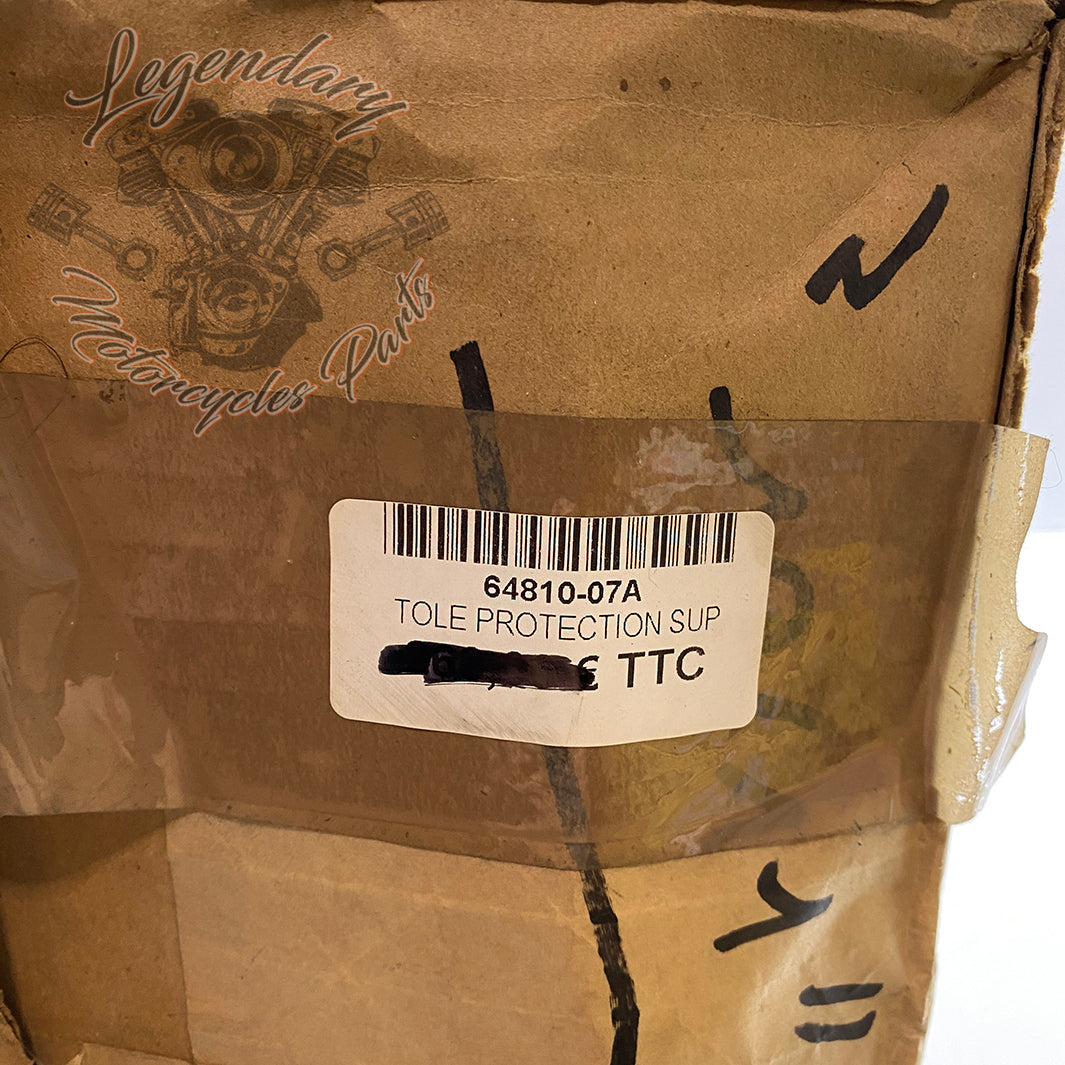 Legendary
Motorcycles Parts
64810-07A
TOLE PROTECTION SUP
€ TTC